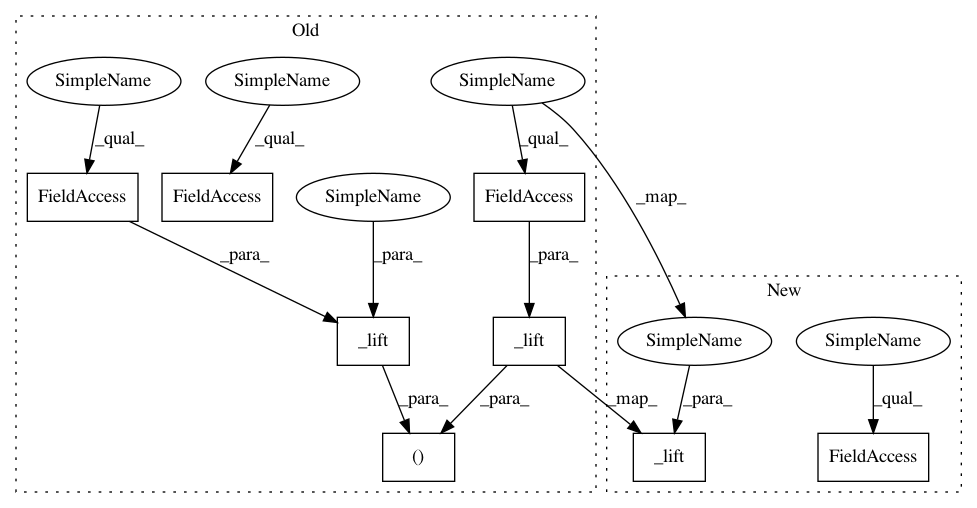 Old
SimpleName
SimpleName
SimpleName
_qual_
_qual_
_qual_
FieldAccess
FieldAccess
SimpleName
FieldAccess
_map_
_para_
_para_
_para_
New
_lift
_lift
SimpleName
SimpleName
_para_
_para_
_map_
_para_
_qual_
()
_lift
FieldAccess